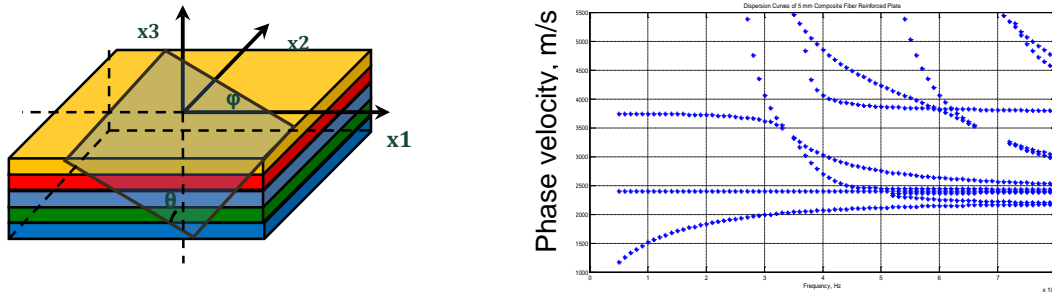 x3
x2
φ
x1
θ
Dispersion Curves of 5 mm Composite Fiber Reinforced Plate
Phase velocity, m/s
5500
5000
4500
4000
3500
3000
2500
2000
1500
1000
1
2
3
4
5
6
7
Frequency, Hz
x 10